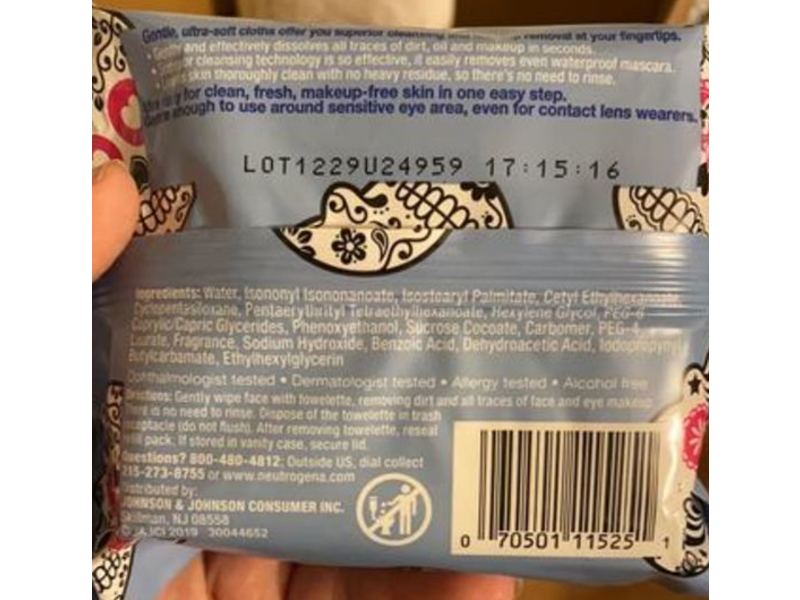 Gentle, ultra-soft cloths offer you superior cleansing removal at your fingertips.
• Gently and effectively dissolves all traces of dirt, oil and makeup in seconds.
• cleansing technology is so effective, it easily removes even waterproof mascara.
• skin thoroughly clean with no heavy residue, so there's no need to rinse.
for clean, fresh, makeup-free skin in one easy step.
enough to use around sensitive eye area, even for contact lens wearers.
LOT1229U24959 17:15:16
Ingredients: Water, Isononyl Isononanoate, Isostearyl Palmitate, Cetyl Ethylhexanoate,
Cyclopentasiloxane, Pentaerythrityl Tetraethylhexanoate, Hexylene Glycol, PEG-6
Caprylic/Capric Glycerides, Phenoxyethanol, Sucrose Cocoate, Carbomer, PEG-4
Laurate, Fragrance, Sodium Hydroxide, Benzoic Acid, Dehydroacetic Acid, Iodopropynyl
Butylcarbamate, Ethylhexylglycerin
Ophthalmologist tested • Dermatologist tested • Allergy tested • Alcohol free
Directions: Gently wipe face with towelette, removing dirt and all traces of face and eye makeup.
There is no need to rinse. Dispose of the towelette in trash
receptacle (do not flush). After removing towelette, reseal
refill pack. If stored in vanity case, secure lid.
Questions? 800-480-4812; Outside US, dial collect
215-273-8755 or www.neutrogena.com
Distributed by:
JOHNSON & JOHNSON CONSUMER INC.
Skillman, NJ 08558
© J&JCI 2019 30044652
0 70501 11525 1